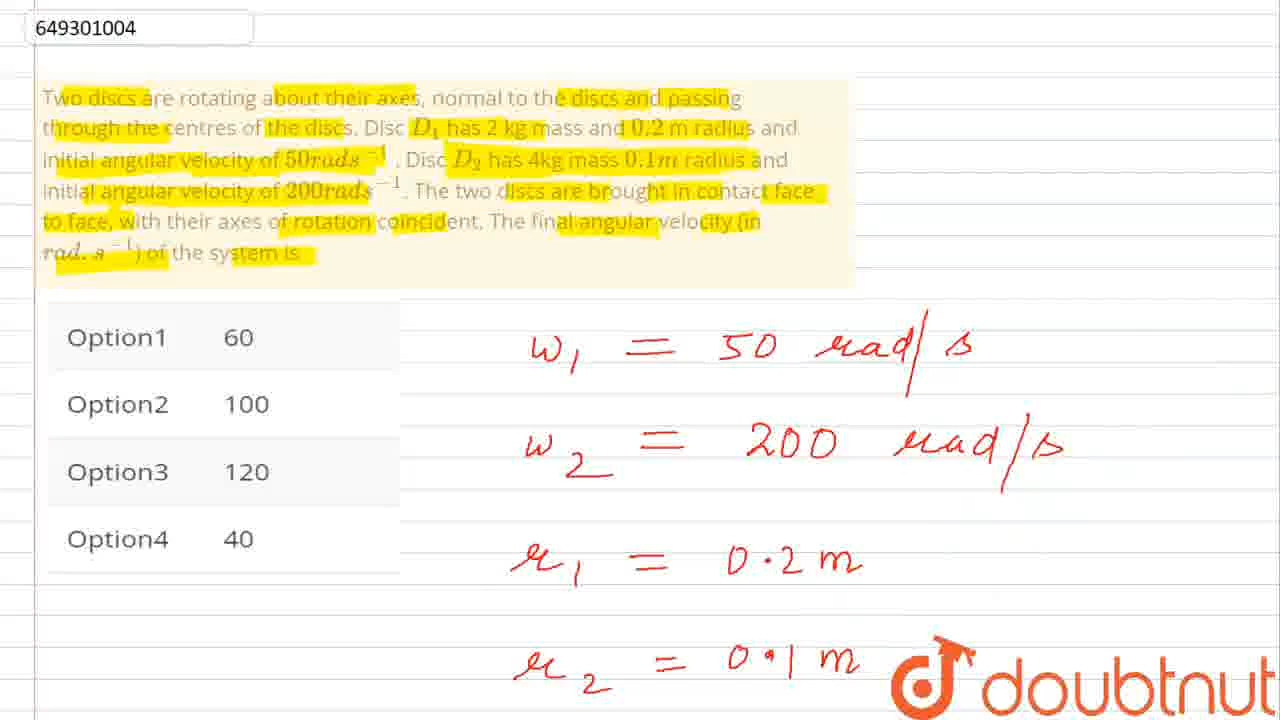 649301004
Two discs are rotating about their axes, normal to the discs and passing
through the centres of the discs. Disc D₁ has 2 kg mass and 0.2 m radius and
initial angular velocity of 50rads⁻¹ . Disc D₂ has 4kg mass 0.1m radius and
initial angular velocity of 200rads⁻¹. The two discs are brought in contact face
to face, with their axes of rotation coincident. The final angular velocity (in
rad.s⁻¹) of the system is
Option1 60
Option2 100
Option3 120
Option4 40
w₁ = 50 rad/s
w₂ = 200 rad/s
r₁ = 0.2 m
r₂ = 0.1 m
doubtnut